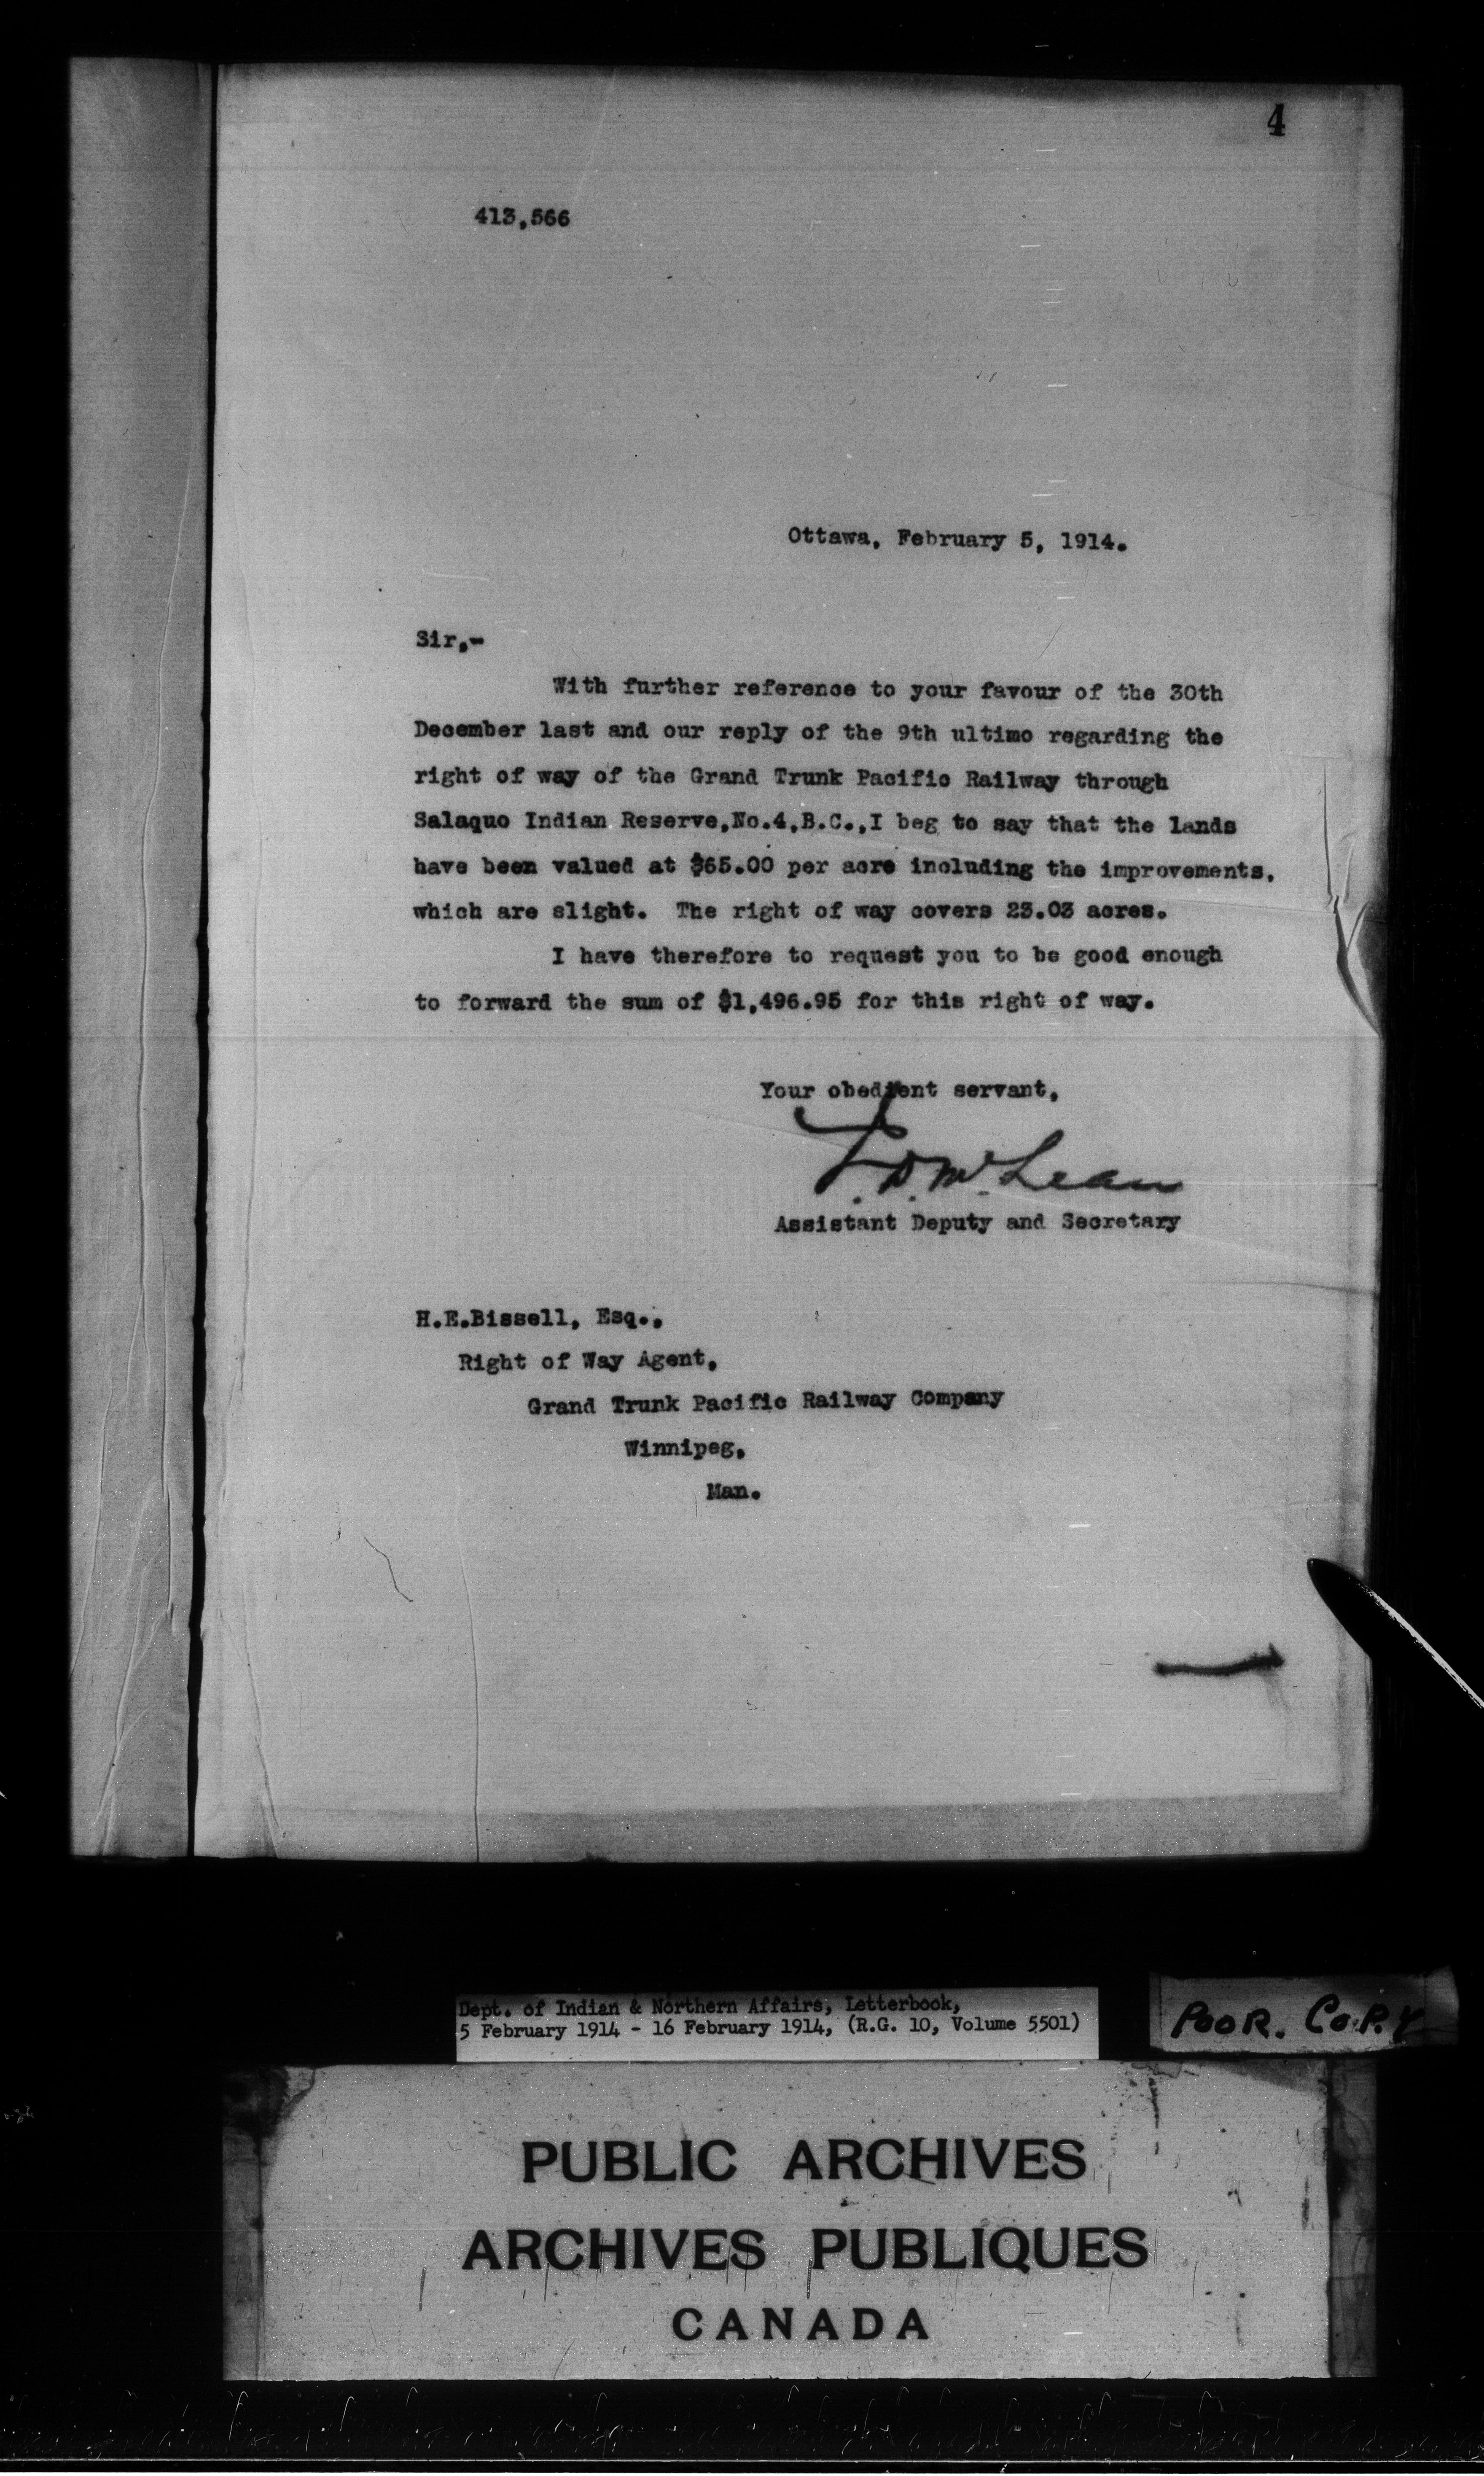 4
413,566
Ottawa, February 5, 1914.
Sir,-
With further reference to your favour of the 30th
December last and our reply of the 9th ultimo regarding the
right of way of the Grand Trunk Pacific Railway through
Salaquo Indian Reserve,No.4,B.C.,I beg to say that the lands
have been valued at $65.00 per acre including the improvements,
which are slight. The right of way covers 23.03 acres.
I have therefore to request you to be good enough
to forward the sum of $1,496.95 for this right of way.
Your obedient servant,
J.D. McLean
Assistant Deputy and Secretary
H.E.Bissell, Esq.,
Right of Way Agent,
Grand Trunk Pacific Railway Company
Winnipeg,
Man.
Dept. of Indian & Northern Affairs, Letterbook,
5 February 1914 - 16 February 1914, (R.G. 10, Volume 5501)
POOR. COPY
PUBLIC ARCHIVES
ARCHIVES PUBLIQUES
CANADA